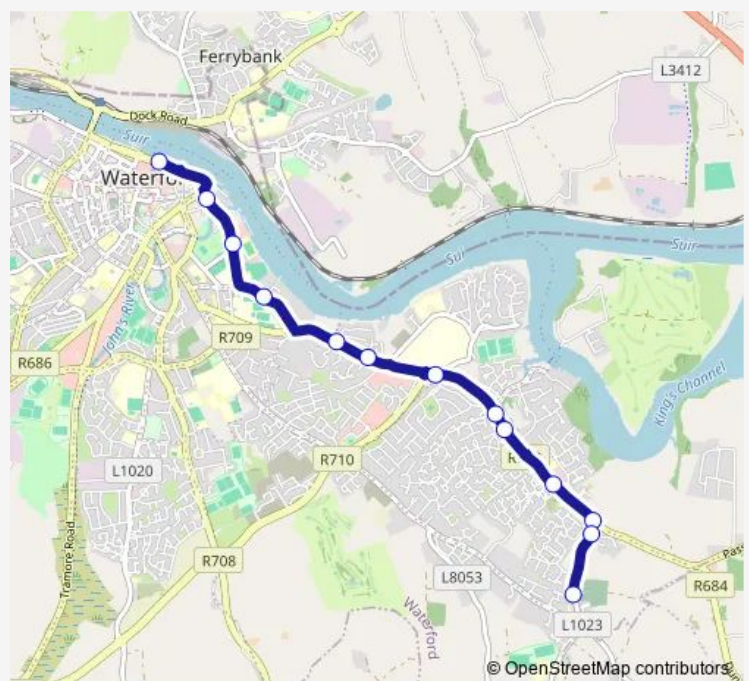 Ferrybank
L3412
Dock Road
Suir
Waterfor
Suir
Suir
John's River
R709
R686
King's Channel
R710
L1020
Tramore Road
R708
L8053
Waterford
R684
L1023
© OpenStreetMap contributors